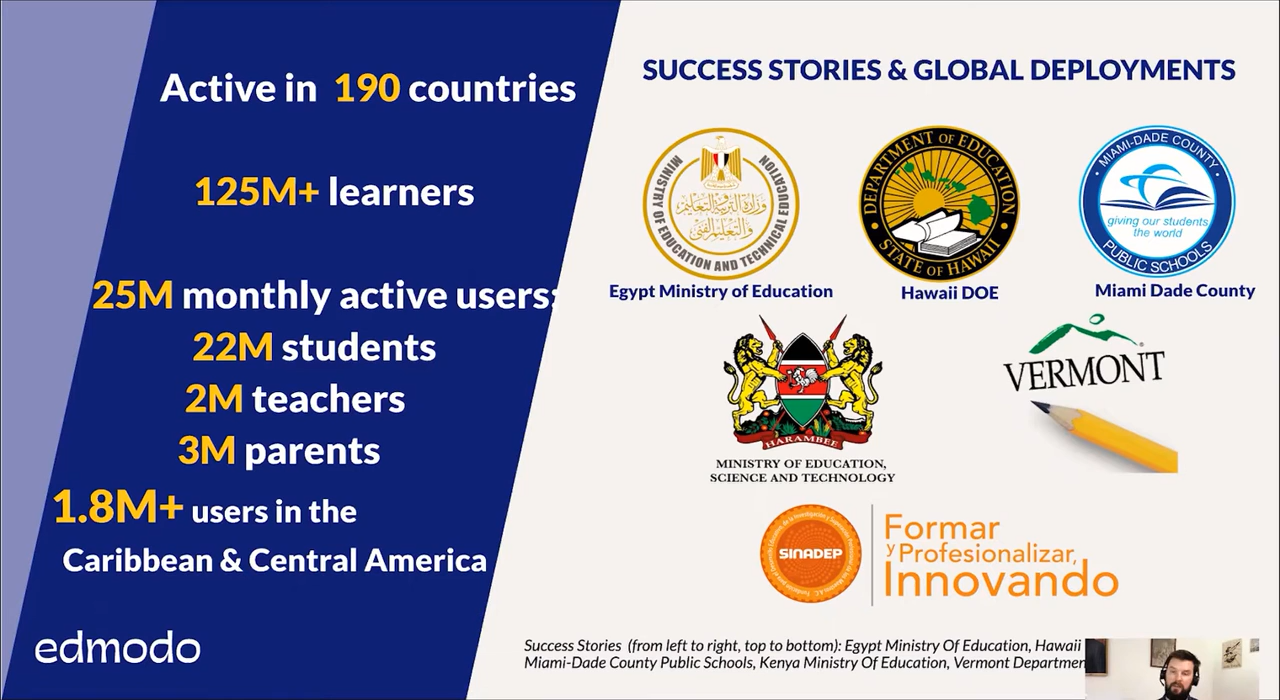 Active in 190 countries
125M+ learners
25M monthly active users:
22M students
2M teachers
3M parents
1.8M+ users in the
Caribbean & Central America
edmodo
SUCCESS STORIES & GLOBAL DEPLOYMENTS
MINISTRY OF EDUCATION AND TECHNICAL EDUCATION
وزارة التربية والتعليم
والتعليم الفني
Egypt Ministry of Education
DEPARTMENT OF EDUCATION
STATE OF HAWAII
Hawaii DOE
MIAMI-DADE COUNTY
giving our students
the world
PUBLIC SCHOOLS
Miami Dade County
HARAMBEE
MINISTRY OF EDUCATION,
SCIENCE AND TECHNOLOGY
VERMONT
SINADEP
Formar
y Profesionalizar,
Innovando
Success Stories (from left to right, top to bottom): Egypt Ministry Of Education, Hawaii
Miami-Dade County Public Schools, Kenya Ministry Of Education, Vermont